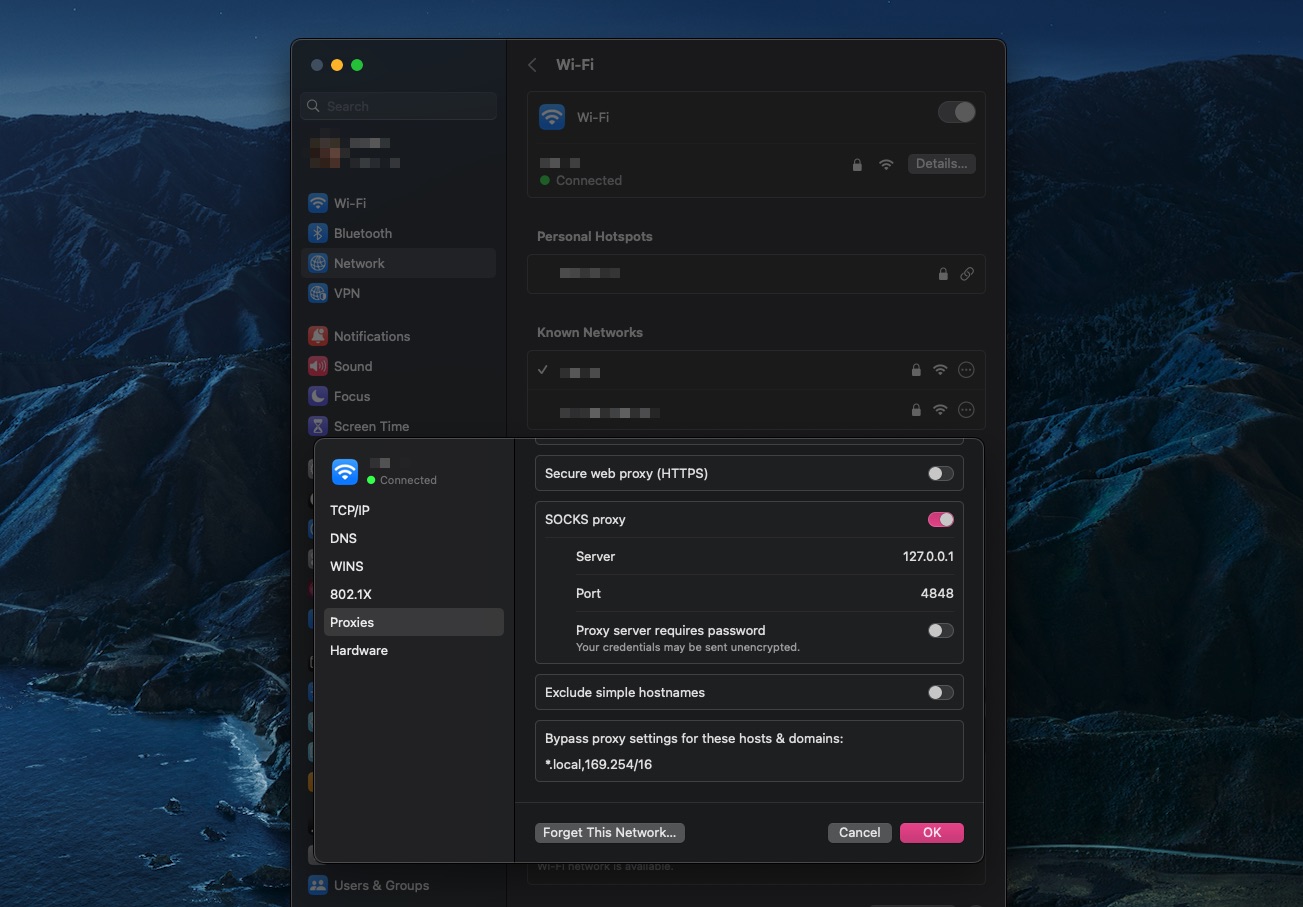 Search
Wi-Fi
Bluetooth
Network
VPN
Notifications
Sound
Focus
Screen Time
Users & Groups
Wi-Fi
Wi-Fi
Connected
Details...
Personal Hotspots
Known Networks
Connected
TCP/IP
DNS
WINS
802.1X
Proxies
Hardware
Secure web proxy (HTTPS)
SOCKS proxy
Server 127.0.0.1
Port 4848
Proxy server requires password
Your credentials may be sent unencrypted.
Exclude simple hostnames
Bypass proxy settings for these hosts & domains:
*.local,169.254/16
Forget This Network... Cancel OK
Wi-Fi network is available.